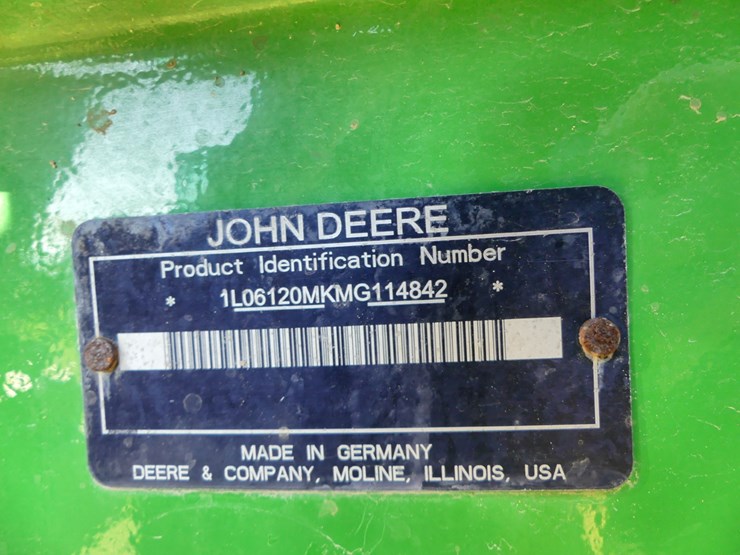 JOHN DEERE
Product Identification Number
* 1L06120MKMG114842 *
MADE IN GERMANY
DEERE & COMPANY, MOLINE, ILLINOIS, USA